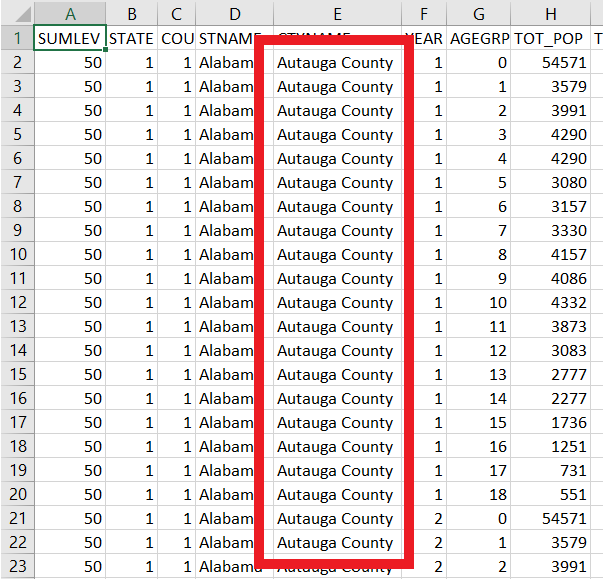 A B C D E F G H
1 SUMLEV STATE COU STNAME CTYNAME YEAR AGEGRP TOT_POP T
2 50 1 1 Alabam Autauga County 1 0 54571
3 50 1 1 Alabam Autauga County 1 1 3579
4 50 1 1 Alabam Autauga County 1 2 3991
5 50 1 1 Alabam Autauga County 1 3 4290
6 50 1 1 Alabam Autauga County 1 4 4290
7 50 1 1 Alabam Autauga County 1 5 3080
8 50 1 1 Alabam Autauga County 1 6 3157
9 50 1 1 Alabam Autauga County 1 7 3330
10 50 1 1 Alabam Autauga County 1 8 4157
11 50 1 1 Alabam Autauga County 1 9 4086
12 50 1 1 Alabam Autauga County 1 10 4332
13 50 1 1 Alabam Autauga County 1 11 3873
14 50 1 1 Alabam Autauga County 1 12 3083
15 50 1 1 Alabam Autauga County 1 13 2777
16 50 1 1 Alabam Autauga County 1 14 2277
17 50 1 1 Alabam Autauga County 1 15 1736
18 50 1 1 Alabam Autauga County 1 16 1251
19 50 1 1 Alabam Autauga County 1 17 731
20 50 1 1 Alabam Autauga County 1 18 551
21 50 1 1 Alabam Autauga County 2 0 54571
22 50 1 1 Alabam Autauga County 2 1 3579
23 50 1 1 Alabama Autauga County 2 2 3991